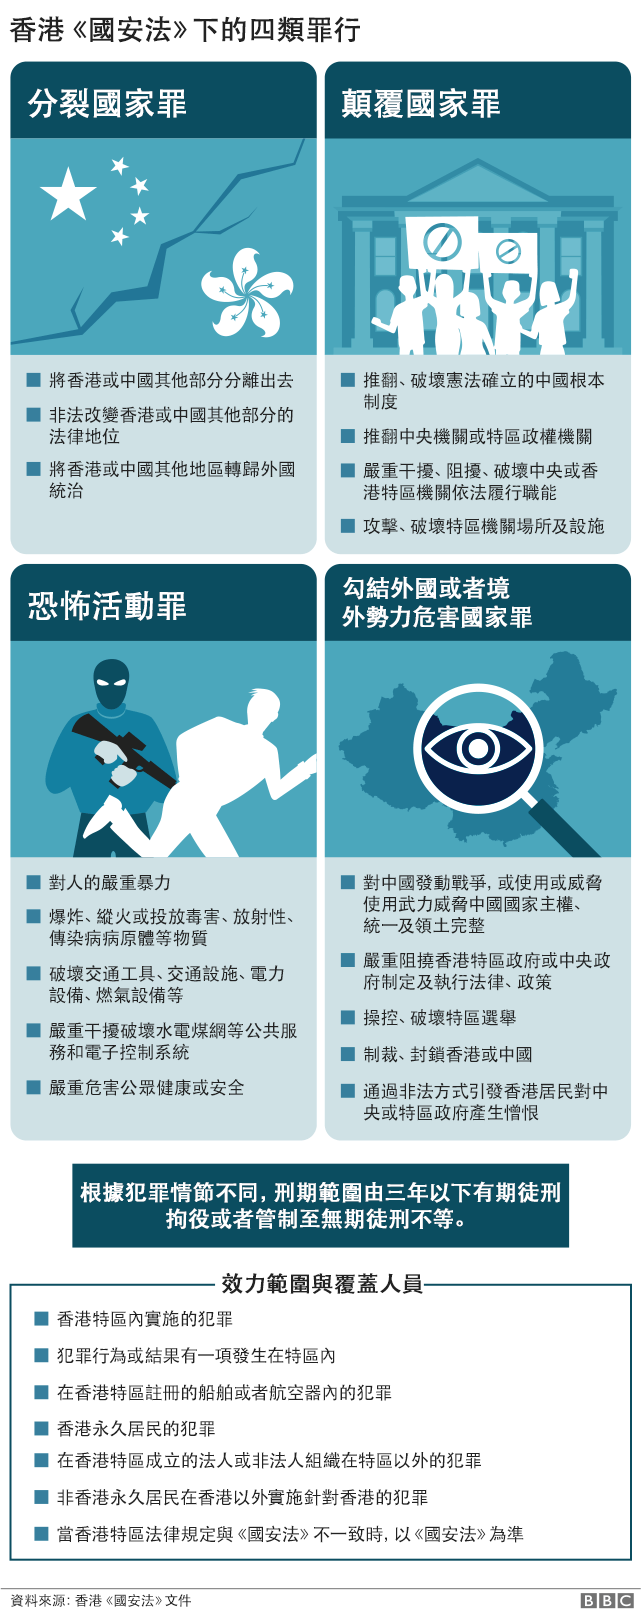 香港《國安法》下的四類罪行
分裂國家罪
將香港或中國其他部分分離出去
非法改變香港或中國其他部分的
法律地位
將香港或中國其他地區轉歸外國
統治
顛覆國家罪
推翻、破壞憲法確立的中國根本
制度
推翻中央機關或特區政權機關
嚴重干擾、阻擾、破壞中央或香
港特區機關依法履行職能
攻擊、破壞特區機關場所及設施
恐怖活動罪
對人的嚴重暴力
爆炸、縱火或投放毒害、放射性、
傳染病病原體等物質
破壞交通工具、交通設施、電力
設備、燃氣設備等
嚴重干擾破壞水電煤網等公共服
務和電子控制系統
嚴重危害公眾健康或安全
勾結外國或者境
外勢力危害國家罪
對中國發動戰爭，或使用或威脅
使用武力威脅中國國家主權、
統一及領土完整
嚴重阻撓香港特區政府或中央政
府制定及執行法律、政策
操控、破壞特區選舉
制裁、封鎖香港或中國
通過非法方式引發香港居民對中
央或特區政府產生憎恨
根據犯罪情節不同，刑期範圍由三年以下有期徒刑
拘役或者管制至無期徒刑不等。
效力範圍與覆蓋人員
香港特區內實施的犯罪
犯罪行為或結果有一項發生在特區內
在香港特區註冊的船舶或者航空器內的犯罪
香港永久居民的犯罪
在香港特區成立的法人或非法人組織在特區以外的犯罪
非香港永久居民在香港以外實施針對香港的犯罪
當香港特區法律規定與《國安法》不一致時，以《國安法》為準
資料來源：香港《國安法》文件
BBC